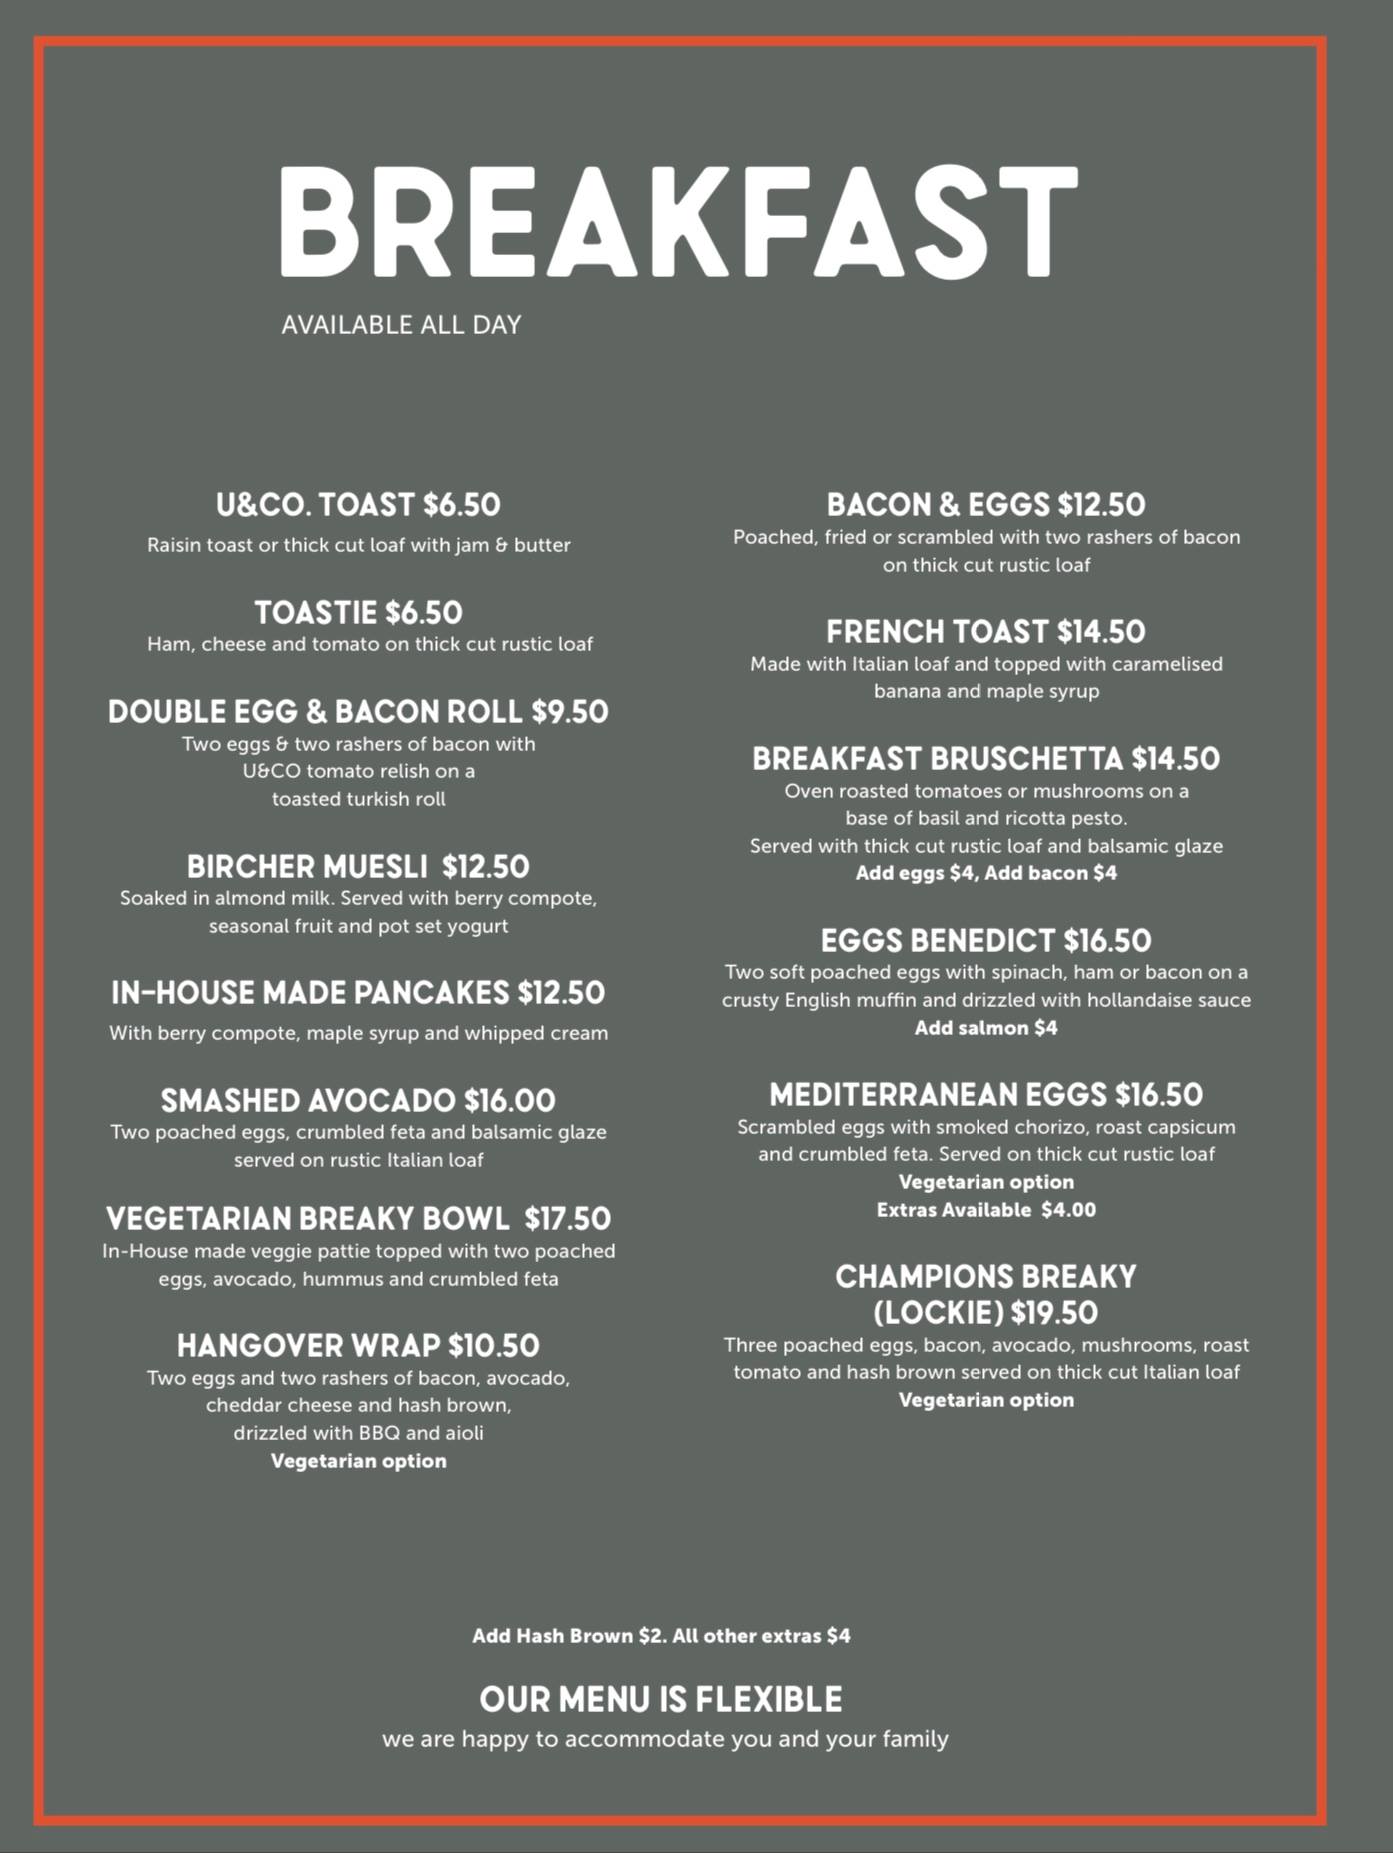 BREAKFAST
AVAILABLE ALL DAY
U&CO. TOAST $6.50
Raisin toast or thick cut loaf with jam & butter
TOASTIE $6.50
Ham, cheese and tomato on thick cut rustic loaf
DOUBLE EGG & BACON ROLL $9.50
Two eggs & two rashers of bacon with
U&CO tomato relish on a
toasted turkish roll
BIRCHER MUESLI $12.50
Soaked in almond milk. Served with berry compote,
seasonal fruit and pot set yogurt
IN-HOUSE MADE PANCAKES $12.50
With berry compote, maple syrup and whipped cream
SMASHED AVOCADO $16.00
Two poached eggs, crumbled feta and balsamic glaze
served on rustic Italian loaf
VEGETARIAN BREAKY BOWL $17.50
In-House made veggie pattie topped with two poached
eggs, avocado, hummus and crumbled feta
HANGOVER WRAP $10.50
Two eggs and two rashers of bacon, avocado,
cheddar cheese and hash brown,
drizzled with BBQ and aioli
Vegetarian option
BACON & EGGS $12.50
Poached, fried or scrambled with two rashers of bacon
on thick cut rustic loaf
FRENCH TOAST $14.50
Made with Italian loaf and topped with caramelised
banana and maple syrup
BREAKFAST BRUSCHETTA $14.50
Oven roasted tomatoes or mushrooms on a
base of basil and ricotta pesto.
Served with thick cut rustic loaf and balsamic glaze
Add eggs $4, Add bacon $4
EGGS BENEDICT $16.50
Two soft poached eggs with spinach, ham or bacon on a
crusty English muffin and drizzled with hollandaise sauce
Add salmon $4
MEDITERRANEAN EGGS $16.50
Scrambled eggs with smoked chorizo, roast capsicum
and crumbled feta. Served on thick cut rustic loaf
Vegetarian option
Extras Available $4.00
CHAMPIONS BREAKY
(LOCKIE) $19.50
Three poached eggs, bacon, avocado, mushrooms, roast
tomato and hash brown served on thick cut Italian loaf
Vegetarian option
Add Hash Brown $2. All other extras $4
OUR MENU IS FLEXIBLE
we are happy to accommodate you and your family